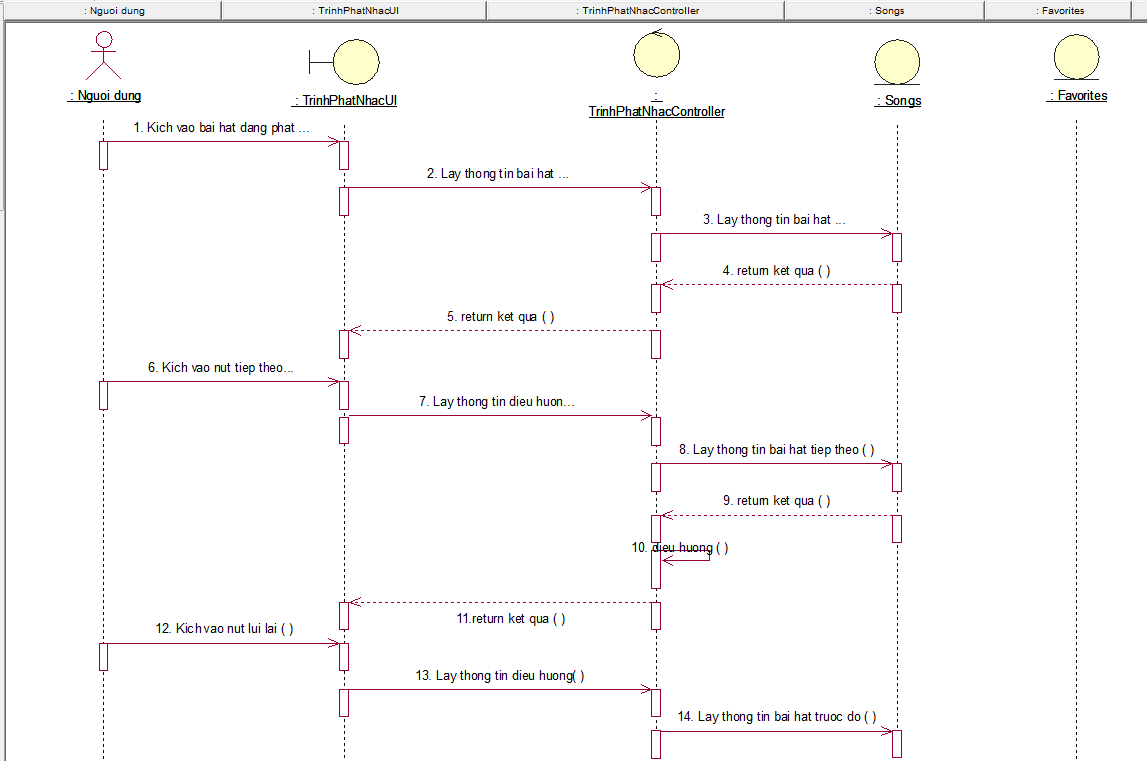 : Nguoi dung
: TrinhPhatNhacUI
: TrinhPhatNhacController
: Songs
: Favorites
: Nguoi dung
: TrinhPhatNhacUI
:
TrinhPhatNhacController
: Songs
: Favorites
1. Kich vao bai hat dang phat ...
2. Lay thong tin bai hat ...
3. Lay thong tin bai hat ...
4. return ket qua ( )
5. return ket qua ( )
6. Kich vao nut tiep theo...
7. Lay thong tin dieu huon...
8. Lay thong tin bai hat tiep theo ( )
9. return ket qua ( )
10. dieu huong ( )
11.return ket qua ( )
12. Kich vao nut lui lai ( )
13. Lay thong tin dieu huong( )
14. Lay thong tin bai hat truoc do ( )